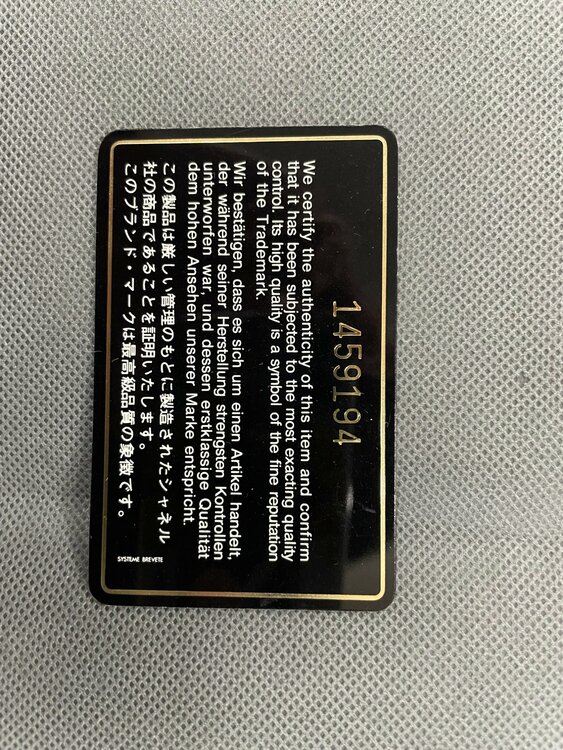 1459194
We certify the authenticity of this item and confirm
that it has been subjected to the most exacting quality
control. Its high quality is a symbol of the fine reputation
of the Trademark.
Wir bestätigen, dass es sich um einen Artikel handelt,
der während seiner Herstellung strengsten Kontrollen
unterworfen war, und dessen erstklassige Qualität
dem hohen Ansehen unserer Marke entspricht.
この製品は厳しい管理のもとに製造されたシャネル
社の商品であることを証明いたします。
このブランド・マークは最高級品質の象徴です。
SYSTEME BREVETE